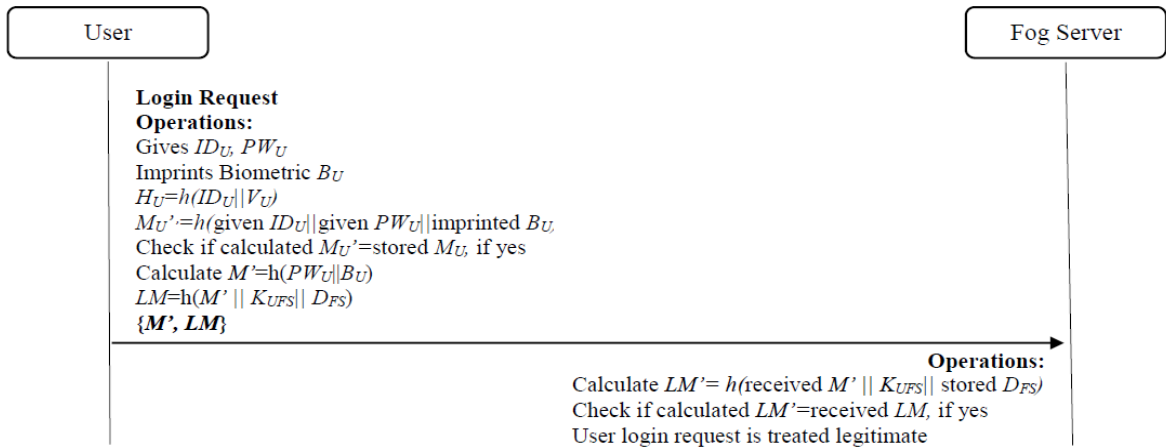 User
Fog Server
Login Request
Operations:
Gives IDU, PWU
Imprints Biometric BU
HU=h(IDU||VU)
MU'=h(given IDU||given PWU||imprinted BU,
Check if calculated MU'=stored MU, if yes
Calculate M'=h(PWU||BU)
LM=h(M' || KUFS|| DFS)
{M', LM}
Operations:
Calculate LM'= h(received M' || KUFS|| stored DFS)
Check if calculated LM'=received LM, if yes
User login request is treated legitimate